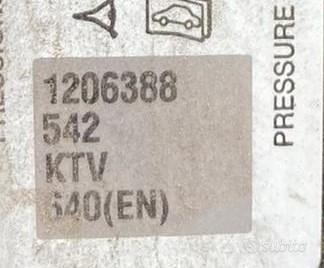 1206388
542
KTV
540(EN)
PRESSURE
subito